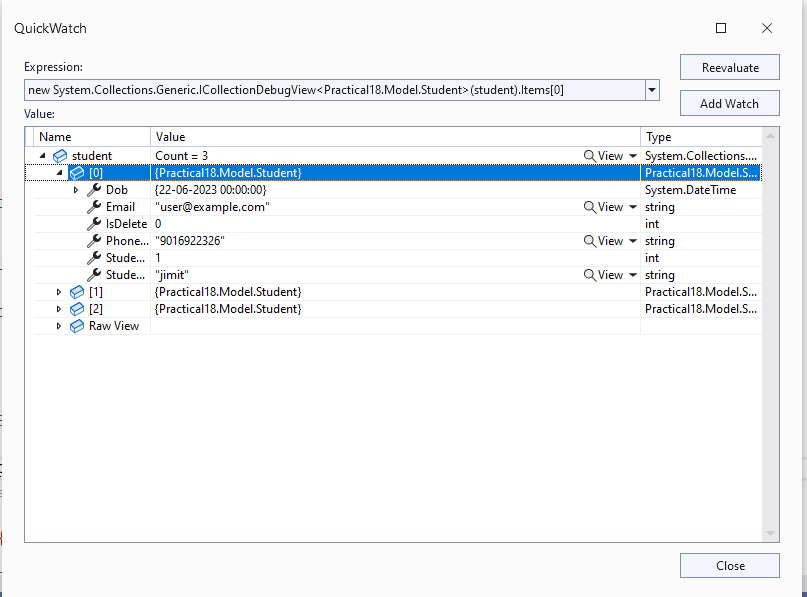 QuickWatch
Expression:
Reevaluate
new System.Collections.Generic.ICollectionDebugView<Practical18.Model.Student>(student).Items[0]
Add Watch
Value:
Name Value Type
student Count = 3 View System.Collections....
[0] {Practical18.Model.Student} Practical18.Model.S...
Dob {22-06-2023 00:00:00} System.DateTime
Email "user@example.com" View string
IsDelete 0 int
Phone... "9016922326" View string
Stude... 1 int
Stude... "jimit" View string
[1] {Practical18.Model.Student} Practical18.Model.S...
[2] {Practical18.Model.Student} Practical18.Model.S...
Raw View
Close